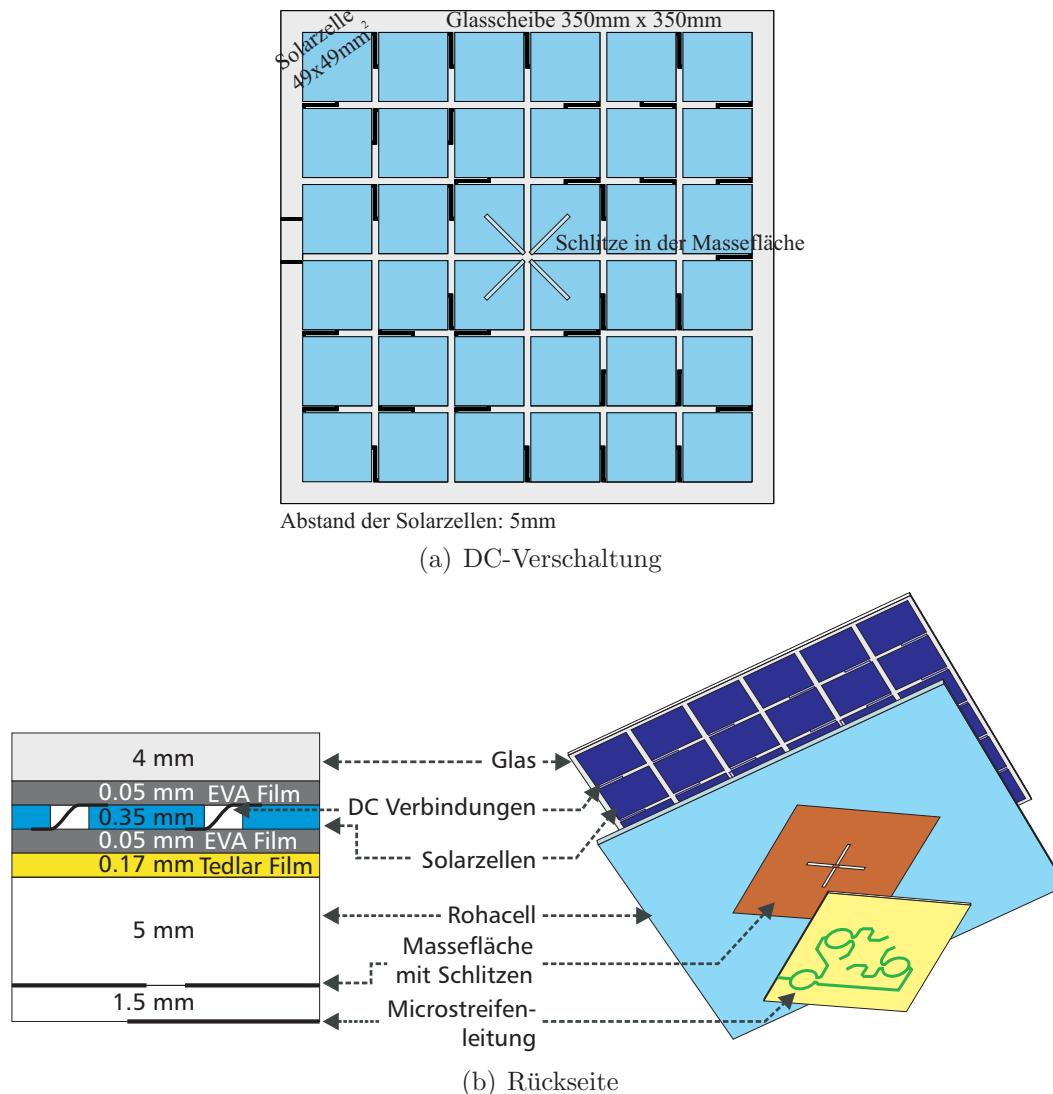 Glasscheibe 350mm x 350mm
Solarzelle
49x49mm²
Schlitze in der Massefläche
Abstand der Solarzellen: 5mm
(a) DC-Verschaltung
4 mm
Glas
0.05 mm EVA Film
DC Verbindungen
0.35 mm
0.05 mm EVA Film
Solarzellen
0.17 mm Tedlar Film
Rohacell
5 mm
Massefläche
mit Schlitzen
1.5 mm
Microstreifen-
leitung
(b) Rückseite